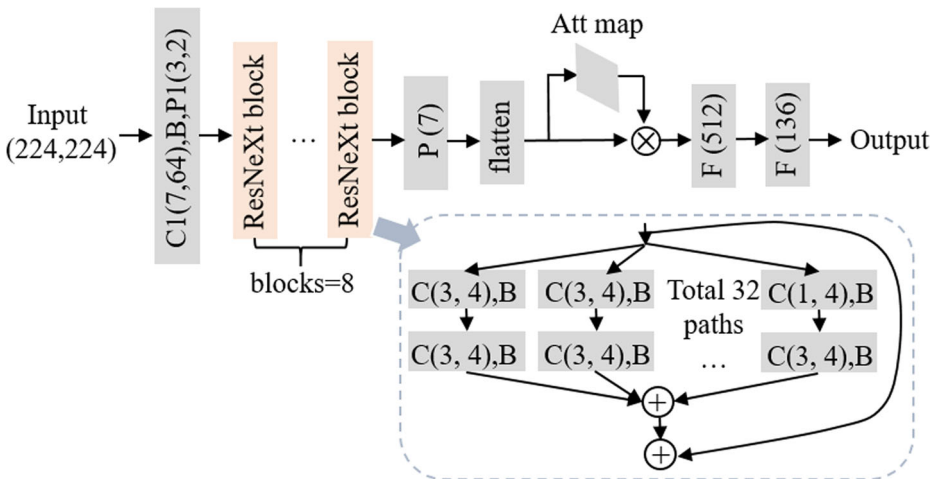 Att map
Input
(224,224)
C1(7,64),B,P1(3,2)
ResNeXt block
...
ResNeXt block
P (7)
flatten
F (512)
F (136)
Output
blocks=8
C(3, 4),B
C(3, 4),B
Total 32
paths
C(1, 4),B
C(3, 4),B
C(3, 4),B
...
C(3, 4),B